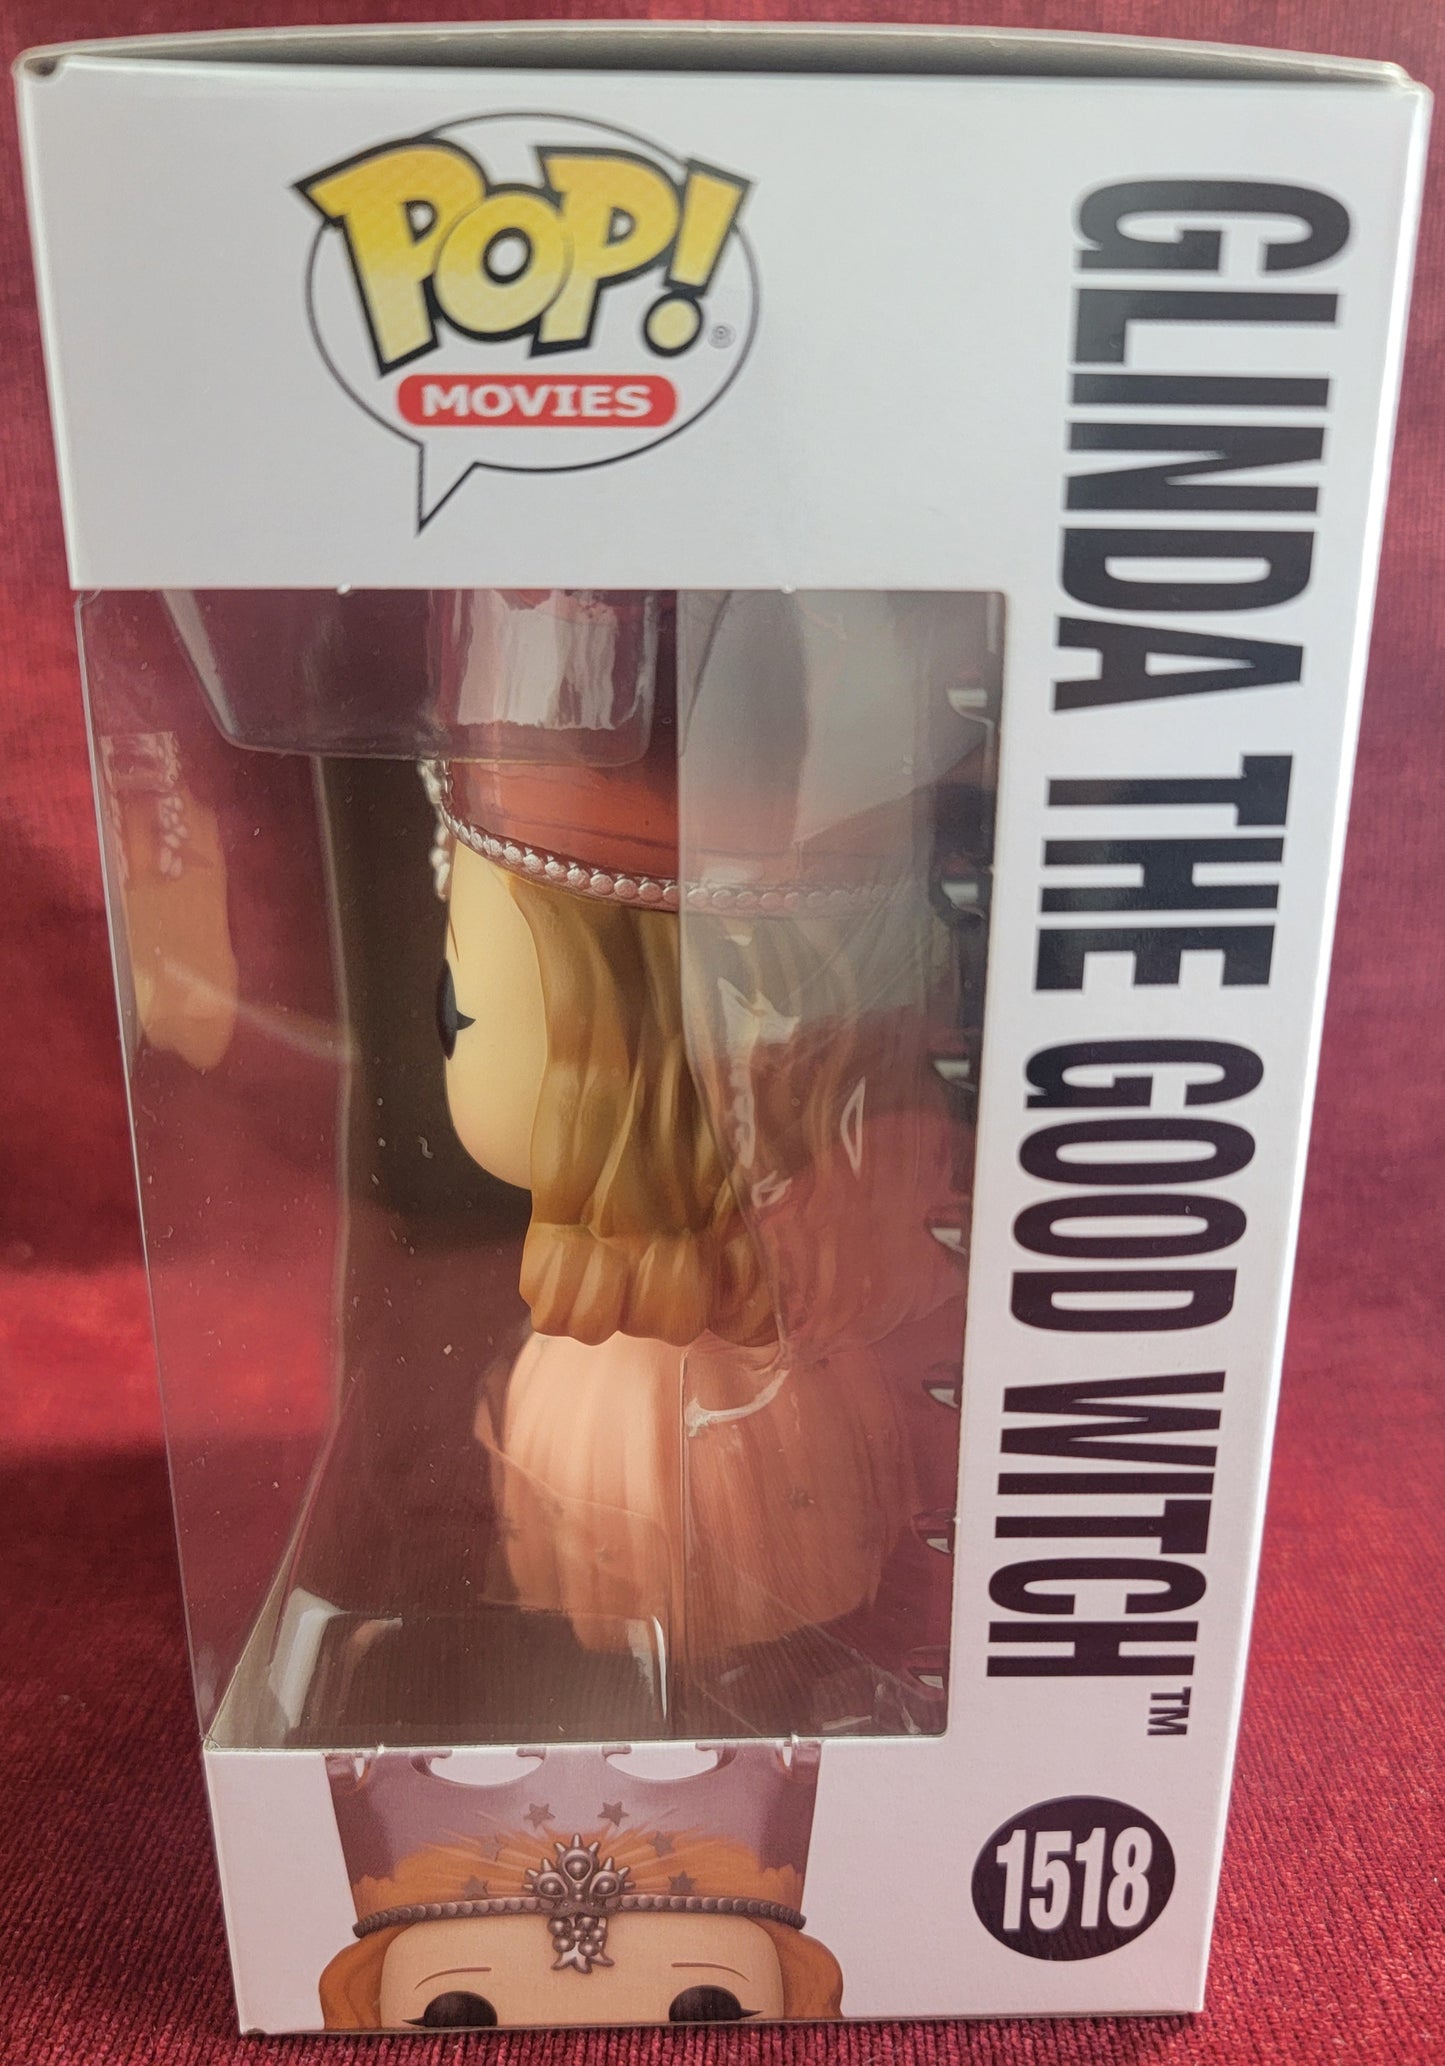 POP!®
MOVIES
GLINDA THE GOOD WITCH™
1518